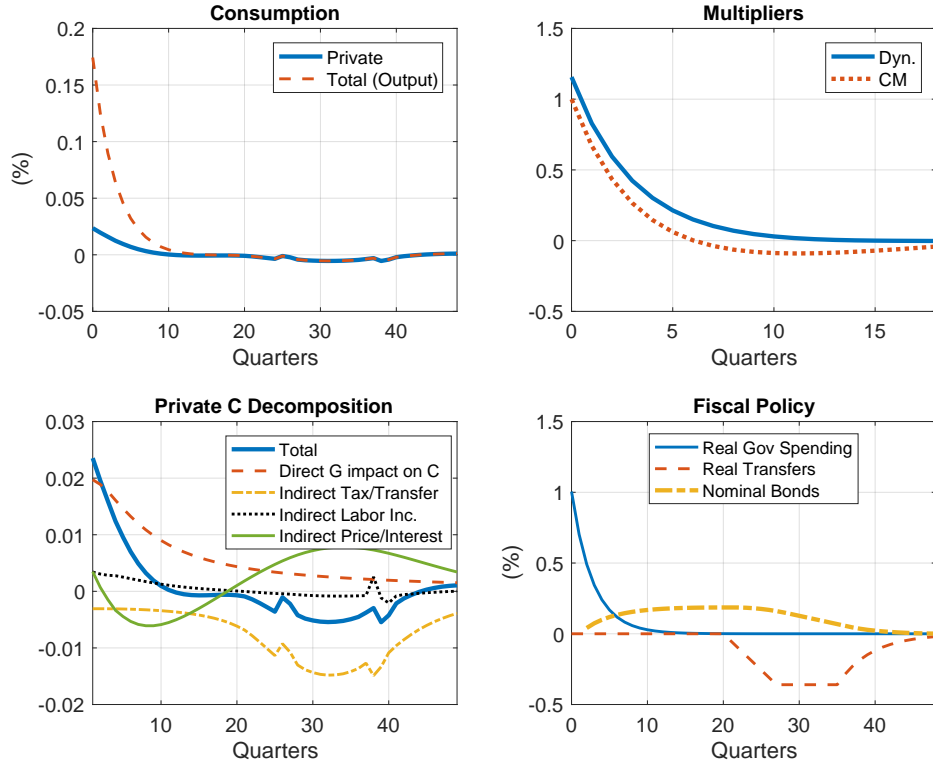 Consumption
0.2
0.15
0.1
0.05
0
-0.05
(%)
0 10 20 30 40
Quarters
Private
Total (Output)
Multipliers
1.5
1
0.5
0
-0.5
0 5 10 15
Quarters
Dyn.
CM
Private C Decomposition
0.03
0.02
0.01
0
-0.01
-0.02
10 20 30 40
Quarters
Total
Direct G impact on C
Indirect Tax/Transfer
Indirect Labor Inc.
Indirect Price/Interest
Fiscal Policy
1.5
1
0.5
0
-0.5
(%)
0 10 20 30 40
Quarters
Real Gov Spending
Real Transfers
Nominal Bonds